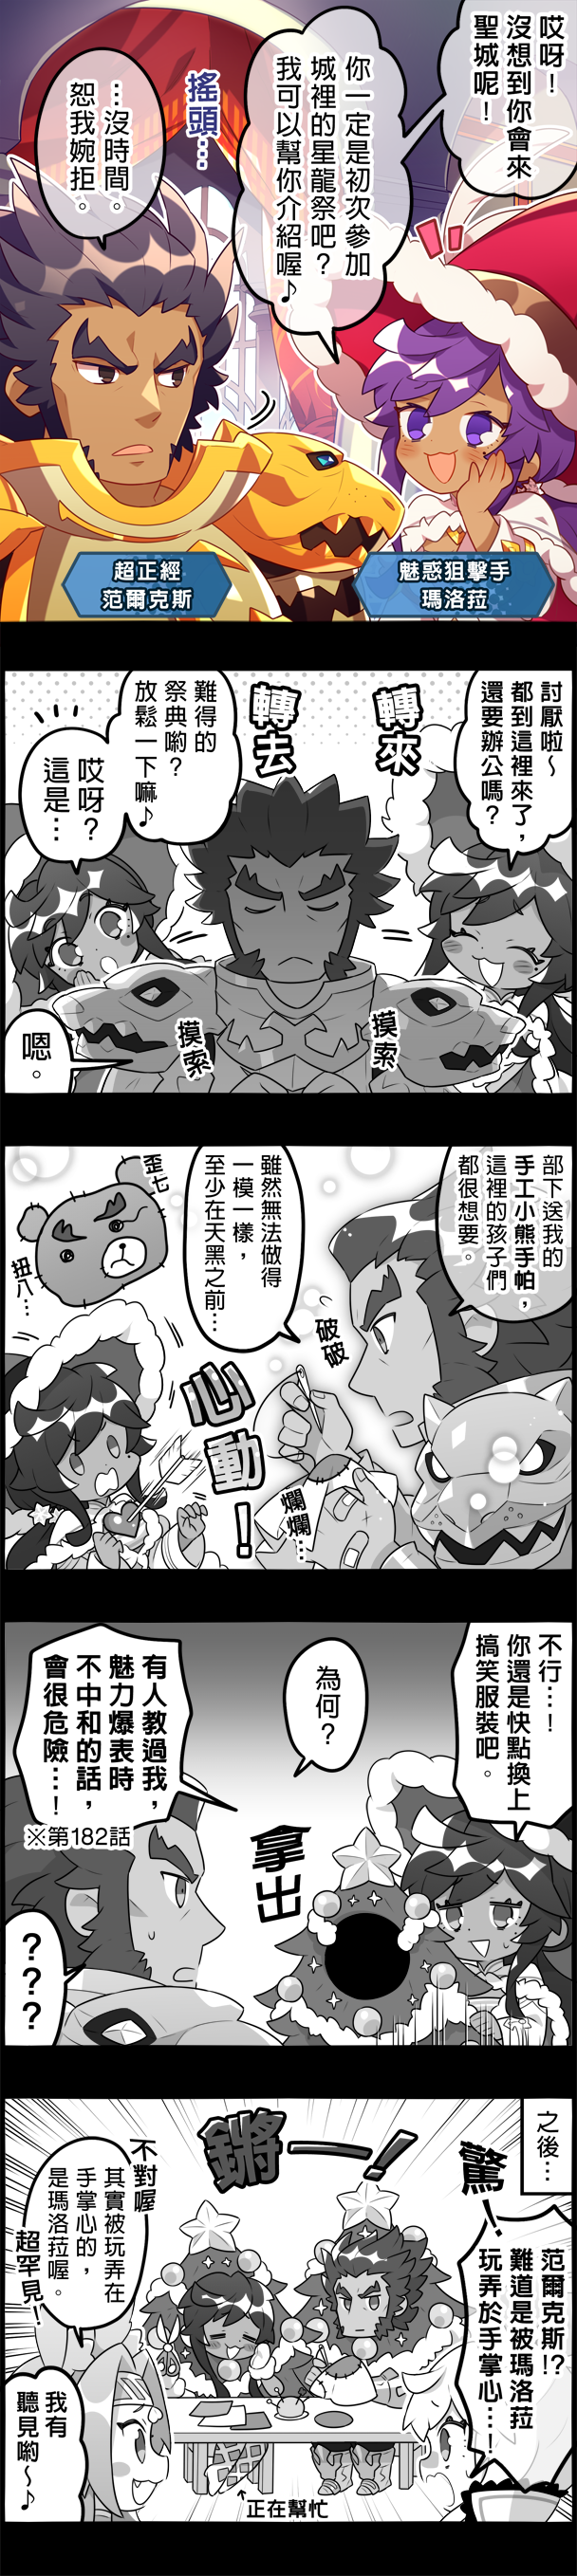 哎呀！
沒想到你會來
聖城呢！
你一定是初次參加
城裡的星龍祭吧？
我可以幫你介紹喔♪
搖頭…
…沒時間。
恕我婉拒。
超正經
范爾克斯
魅惑狙擊手
瑪洛菈
討厭啦～
都到這裡來了，
還要辦公嗎？
轉來
轉去
難得的
祭典喲？
放鬆一下嘛♪
哎呀？
這是…
摸索
摸索
嗯。
部下送我的
手工小熊手帕，
這裡的孩子們
都很想要。
雖然無法做得
一模一樣，
至少在天黑之前…
歪七
扭八…
破破
爛爛…
心動！
不行…！
你還是快點換上
搞笑服裝吧。
為何？
有人教過我，
魅力爆表時
不中和的話，
會很危險…！
※第182話
拿出
？？？
之後…
驚！
范爾克斯!?
難道是被瑪洛菈
玩弄於手掌心…！
鏘—！
不對喔
其實被玩弄在
手掌心的，
是瑪洛菈喔。
超罕見！
我有
聽見喲～♪
正在幫忙